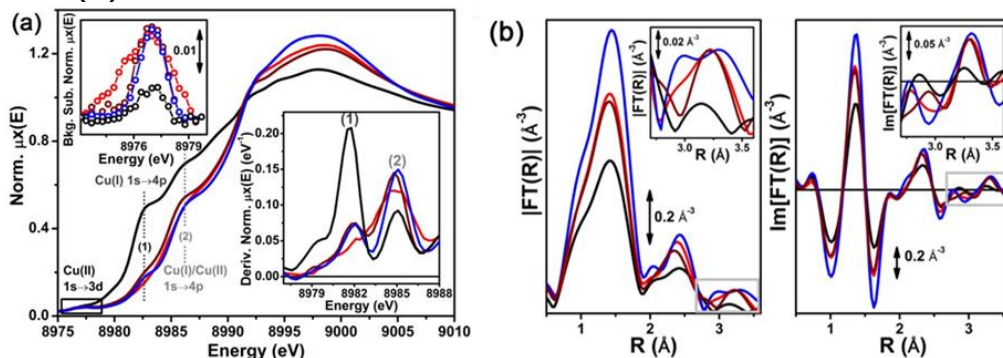 (a)
Norm. μx(E)
1.2
0.8
0.4
0.0
8975 8980 8985 8990 8995 9000 9005 9010
Energy (eV)
Bkg. Sub. Norm. μx(E)
0.01
8976 8979
Energy (eV)
Cu(I) 1s→4p
(1)
(2)
Cu(II)
1s→3d
Cu(I)/Cu(II)
1s→4p
Deriv. Norm. μx(E) (eV⁻¹)
0.20
0.15
0.10
0.05
0.00
(1)
(2)
8979 8982 8985 8988
Energy (eV)
(b)
|FT(R)| (Å⁻³)
0.2 Å⁻³
1 2 3
R (Å)
|FT(R)| (Å⁻³)
0.02 Å⁻³
3.0 3.5
R (Å)
Im[FT(R)] (Å⁻³)
0.2 Å⁻³
1 2 3
R (Å)
Im[FT(R)] (Å⁻³)
0.05 Å⁻³
3.0 3.5
R (Å)